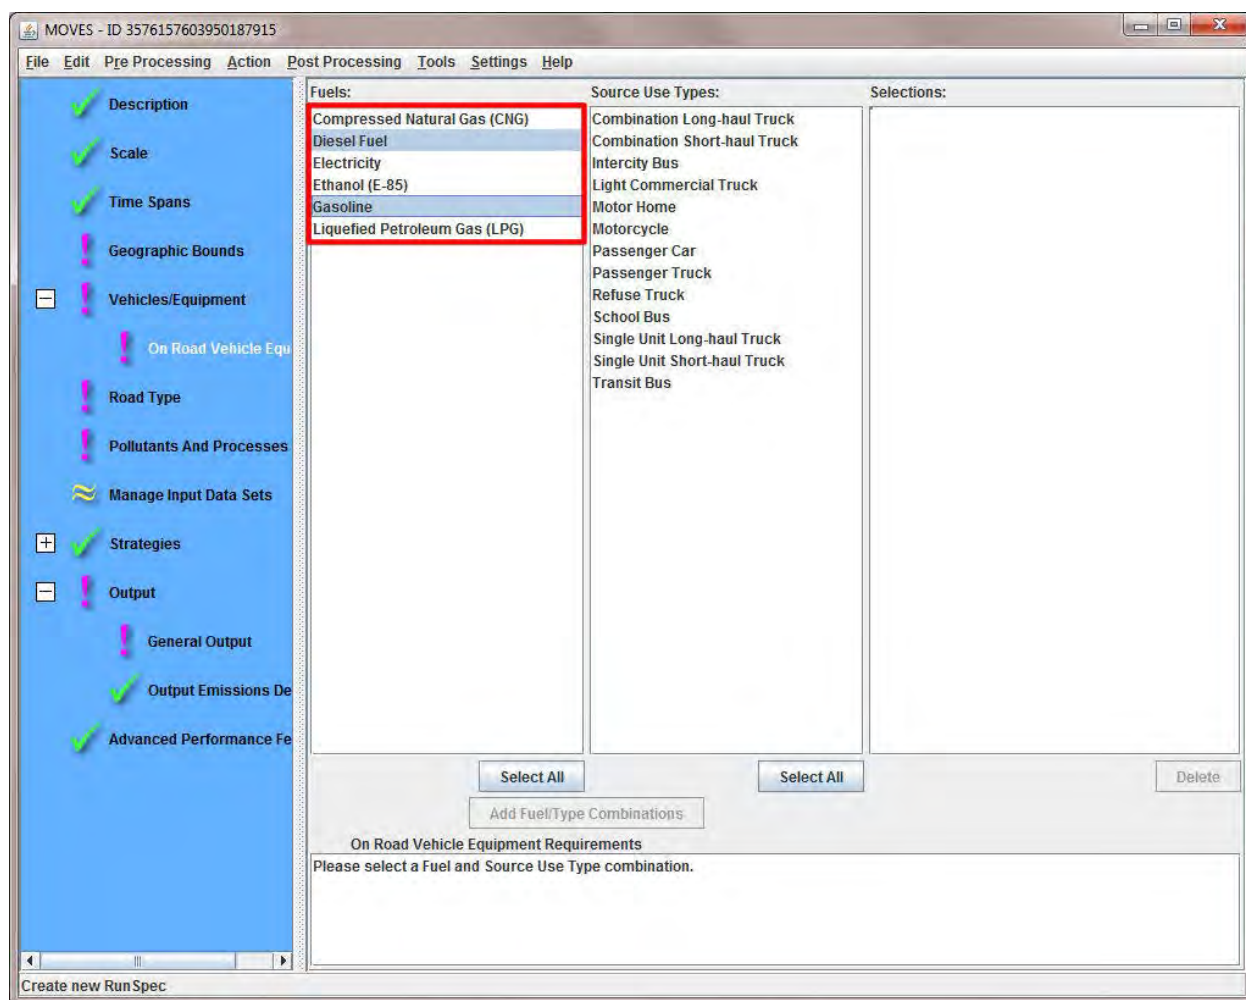 MOVES - ID 3576157603950187915
File Edit Pre Processing Action Post Processing Tools Settings Help
Description
Scale
Time Spans
Geographic Bounds
Vehicles/Equipment
On Road Vehicle Equ
Road Type
Pollutants And Processes
Manage Input Data Sets
Strategies
Output
General Output
Output Emissions De
Advanced Performance Fe
Fuels:
Compressed Natural Gas (CNG)
Diesel Fuel
Electricity
Ethanol (E-85)
Gasoline
Liquefied Petroleum Gas (LPG)
Source Use Types:
Combination Long-haul Truck
Combination Short-haul Truck
Intercity Bus
Light Commercial Truck
Motor Home
Motorcycle
Passenger Car
Passenger Truck
Refuse Truck
School Bus
Single Unit Long-haul Truck
Single Unit Short-haul Truck
Transit Bus
Selections:
Select All
Select All
Delete
Add Fuel/Type Combinations
On Road Vehicle Equipment Requirements
Please select a Fuel and Source Use Type combination.
Create new RunSpec